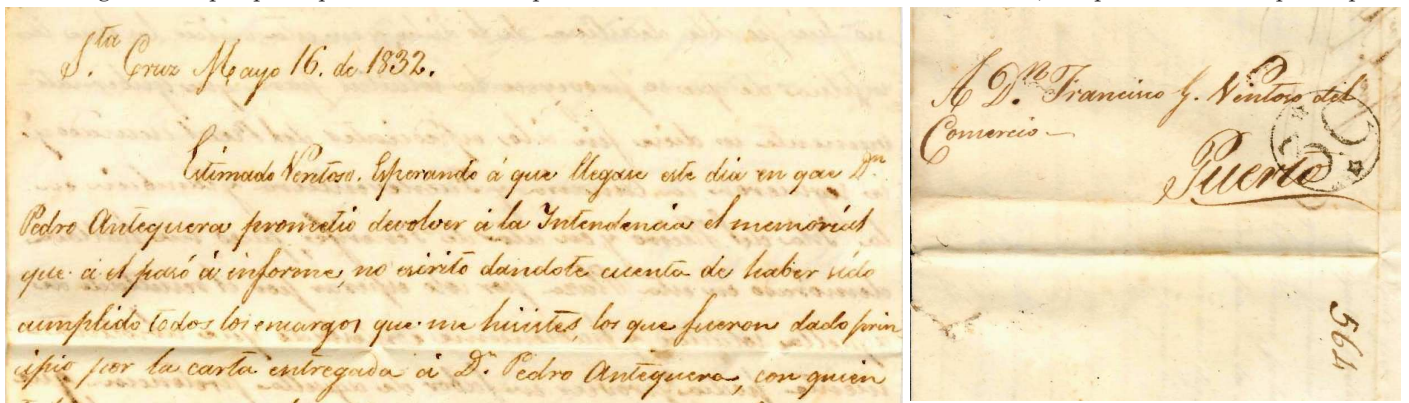 Sta Cruz Mayo 16. de 1832.
Estimado Ventoso. Esperando á que llegase este dia en que Dn
Pedro Antequera prometió devolver á la Intendencia el memorial
que a el pasó á informe, no escrito dandote cuenta de haber sido
cumplido todos los encargos que me hicistes, los que fueron dado prin
cipio por la carta entregada á Dn Pedro Antequera, con quien
A Dn Francisco G. Ventoso del
Comercio
Puerto
564